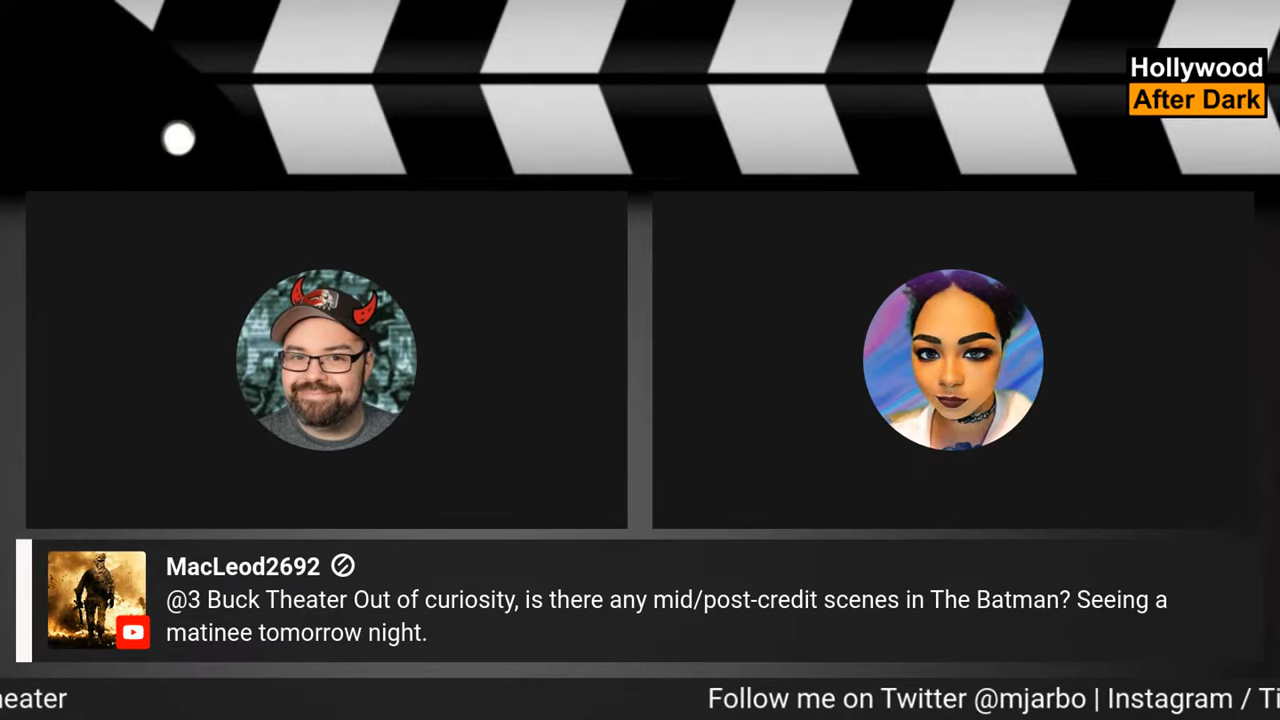 Hollywood
After Dark
MacLeod2692
@3 Buck Theater Out of curiosity, is there any mid/post-credit scenes in The Batman? Seeing a
matinee tomorrow night.
heater
Follow me on Twitter @mjarbo | Instagram / Ti